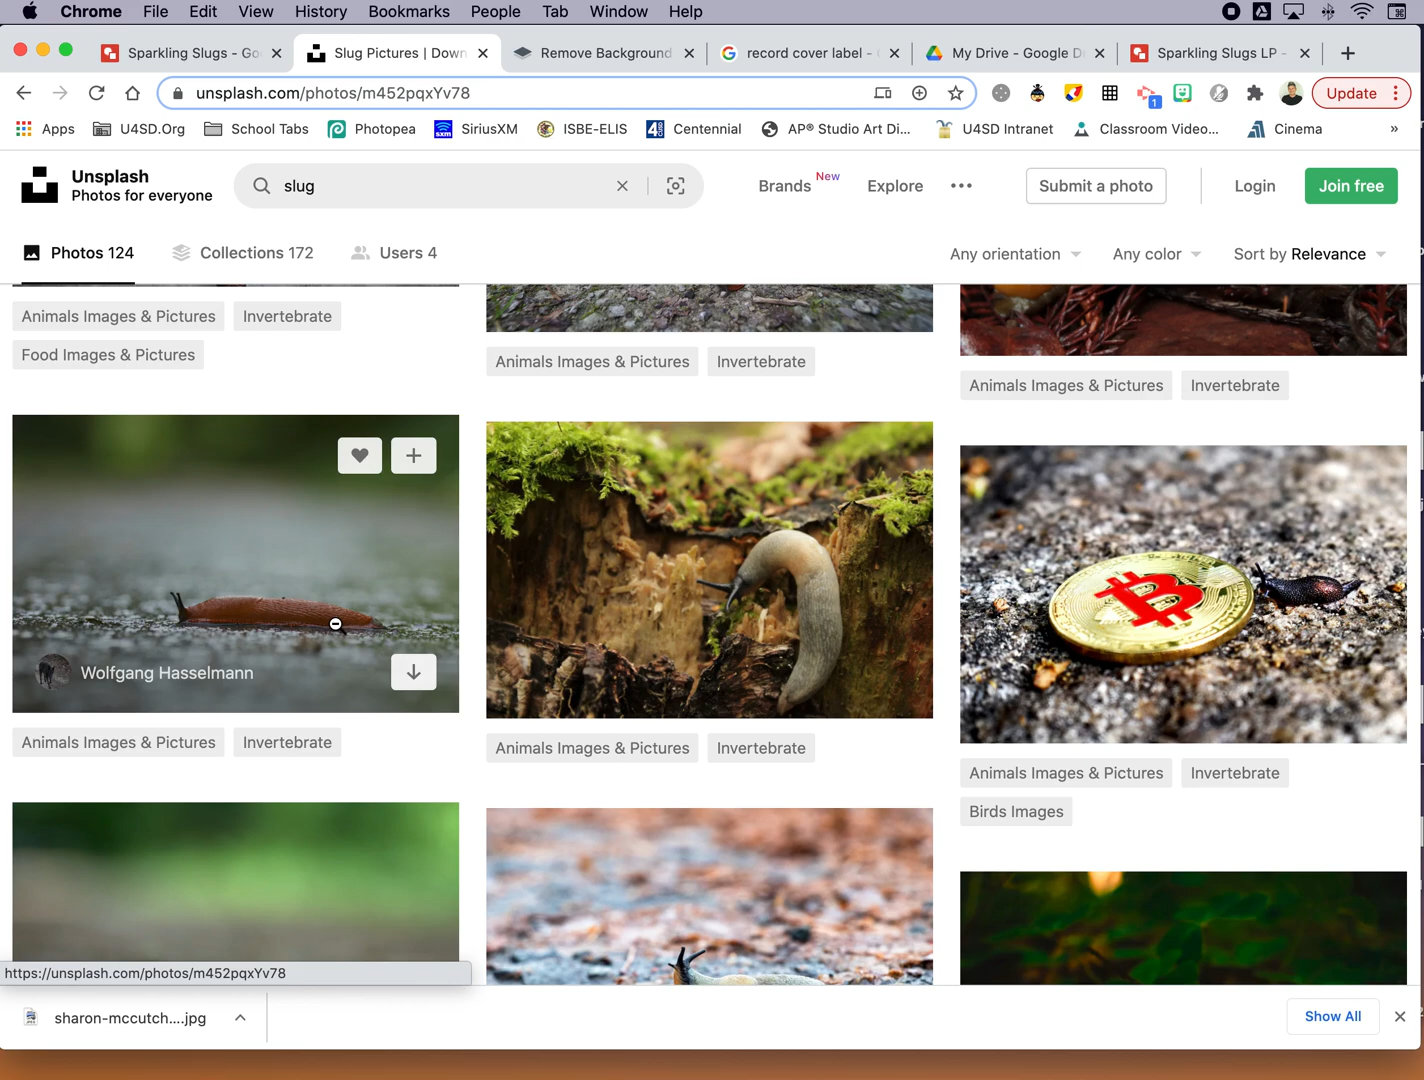 Chrome File Edit View History Bookmarks People Tab Window Help
Sparkling Slugs - Go
Slug Pictures | Down
Remove Background
record cover label -
My Drive - Google D
Sparkling Slugs LP -
unsplash.com/photos/m452pqxYv78
1
Update
Apps
U4SD.Org
School Tabs
Photopea
SiriusXM
ISBE-ELIS
Centennial
AP® Studio Art Di...
U4SD Intranet
Classroom Video...
Cinema
»
Unsplash
Photos for everyone
slug
Brands New
Explore
Submit a photo
Login
Join free
Photos 124
Collections 172
Users 4
Any orientation
Any color
Sort by Relevance
Animals Images & Pictures
Invertebrate
Food Images & Pictures
Animals Images & Pictures
Invertebrate
Animals Images & Pictures
Invertebrate
Wolfgang Hasselmann
Animals Images & Pictures
Invertebrate
Animals Images & Pictures
Invertebrate
Animals Images & Pictures
Invertebrate
Birds Images
https://unsplash.com/photos/m452pqxYv78
sharon-mccutch....jpg
Show All